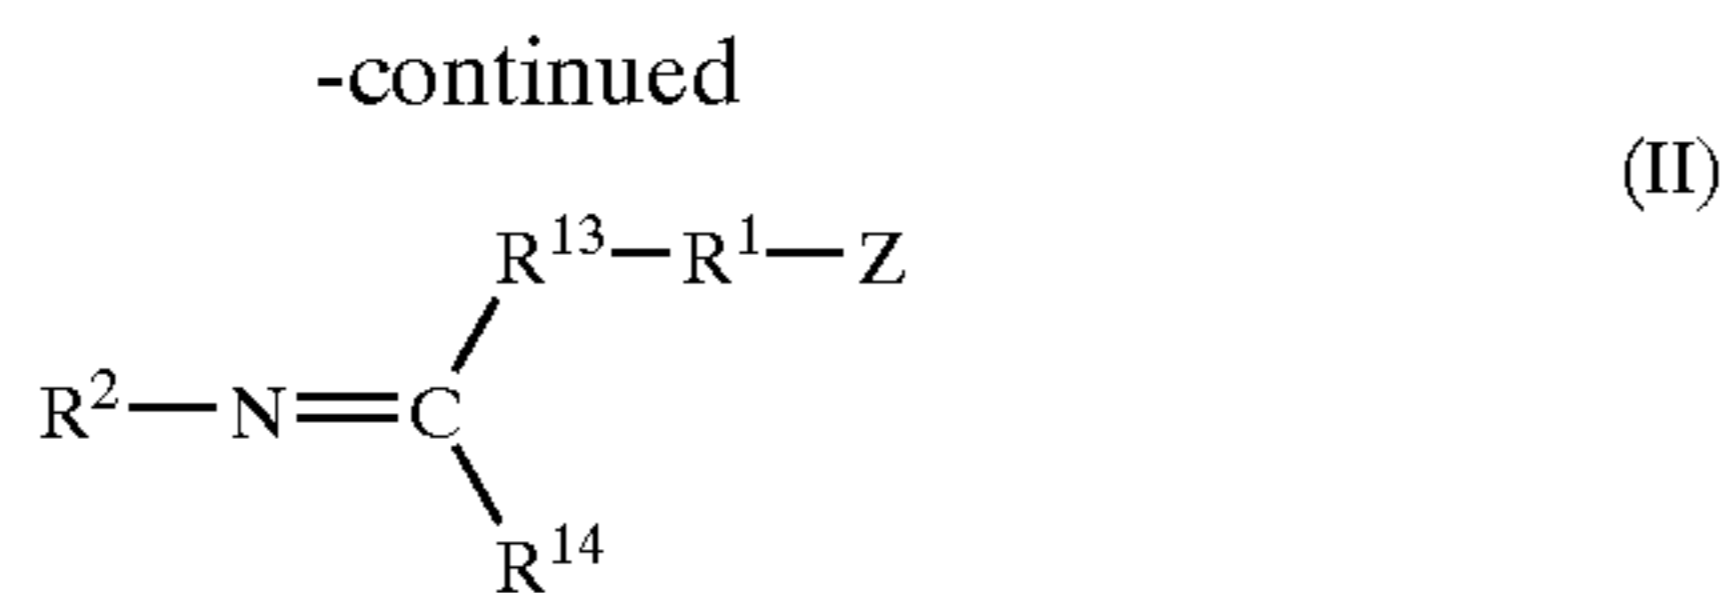 -continued
(II)
R¹³—R¹—Z
R²—N=C
R¹⁴